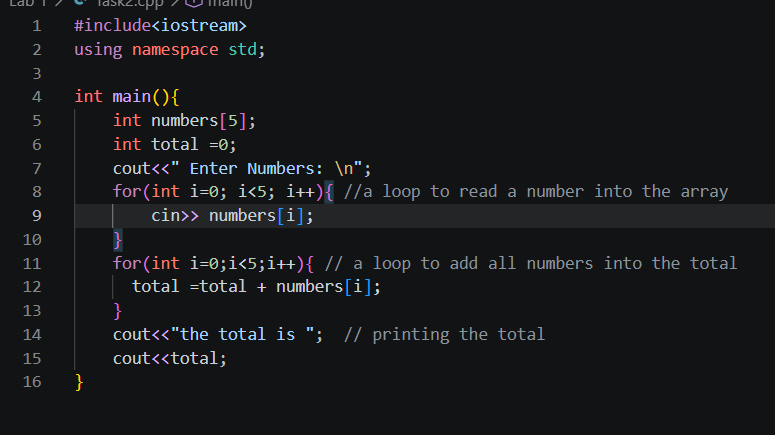 Lab 1 > Task2.cpp > main()
1 #include<iostream>
2 using namespace std;
3
4 int main(){
5     int numbers[5];
6     int total =0;
7     cout<<" Enter Numbers: \n";
8     for(int i=0; i<5; i++){ //a loop to read a number into the array
9         cin>> numbers[i];
10     }
11     for(int i=0;i<5;i++){ // a loop to add all numbers into the total
12       total =total + numbers[i];
13     }
14     cout<<"the total is ";  // printing the total
15     cout<<total;
16 }